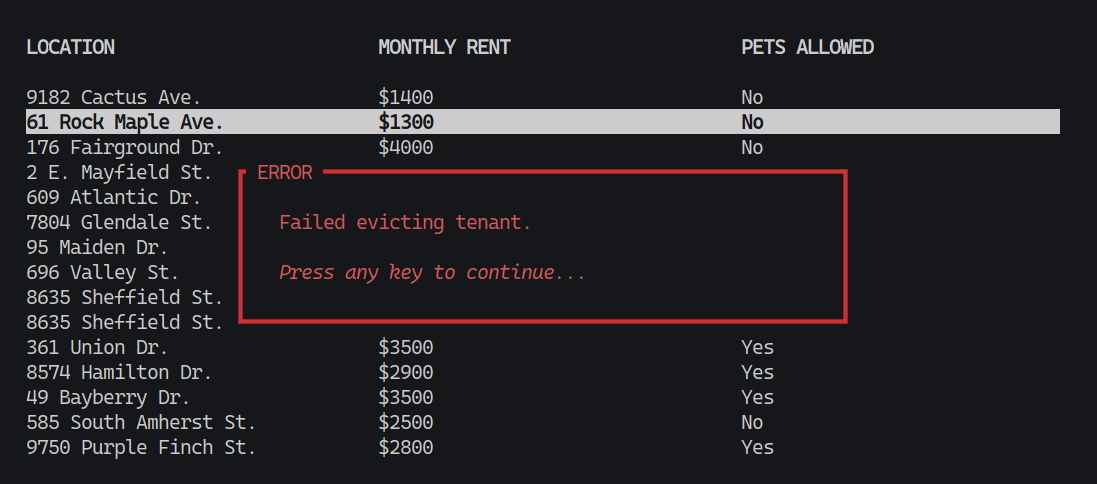 LOCATION MONTHLY RENT PETS ALLOWED
9182 Cactus Ave. $1400 No
61 Rock Maple Ave. $1300 No
176 Fairground Dr. $4000 No
2 E. Mayfield St. ERROR
609 Atlantic Dr.
7804 Glendale St. Failed evicting tenant.
95 Maiden Dr.
696 Valley St. Press any key to continue...
8635 Sheffield St.
8635 Sheffield St.
361 Union Dr. $3500 Yes
8574 Hamilton Dr. $2900 Yes
49 Bayberry Dr. $3500 Yes
585 South Amherst St. $2500 No
9750 Purple Finch St. $2800 Yes